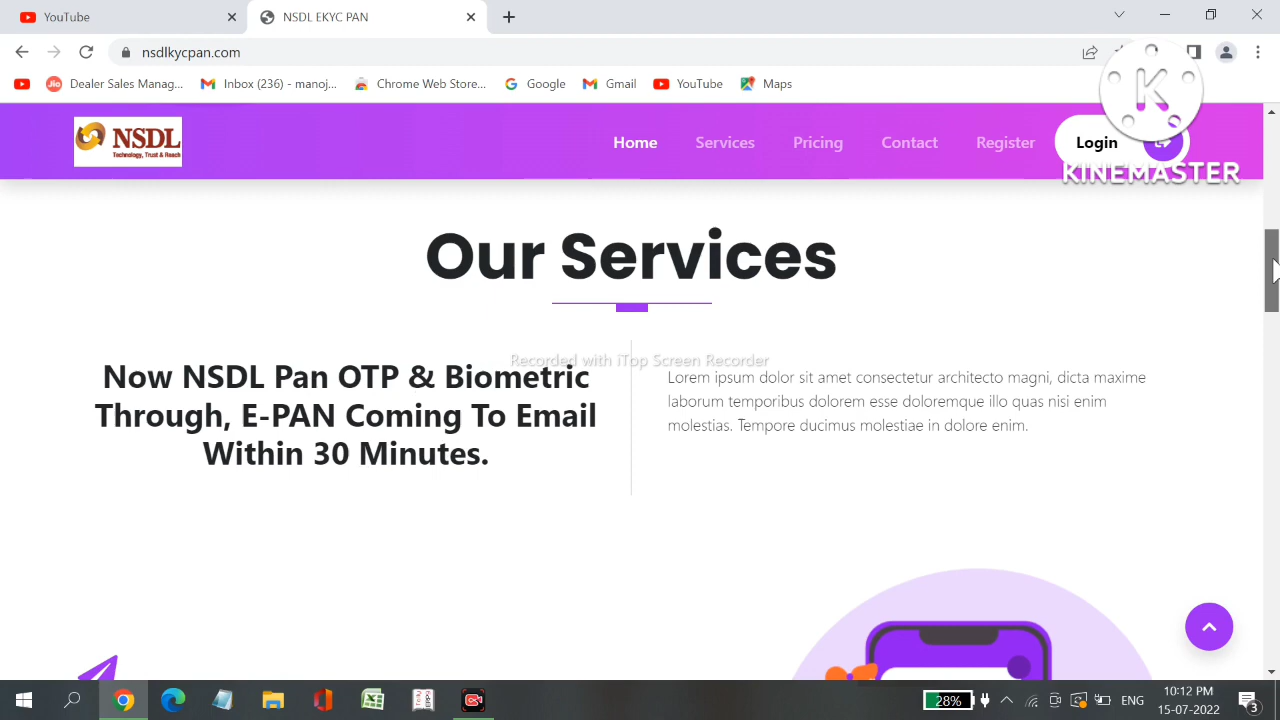 YouTube
NSDL EKYC PAN
nsdlkycpan.com
Jio
Dealer Sales Manag...
Inbox (236) - manoj...
Chrome Web Store...
Google
Gmail
YouTube
Maps
NSDL
Technology, Trust & Reach
Home
Services
Pricing
Contact
Register
Login
K
KINEMASTER
Our Services
Recorded with iTop Screen Recorder
Now NSDL Pan OTP & Biometric
Through, E-PAN Coming To Email
Within 30 Minutes.
Lorem ipsum dolor sit amet consectetur architecto magni, dicta maxime
laborum temporibus dolorem esse doloremque illo quas nisi enim
molestias. Tempore ducimus molestiae in dolore enim.
28%
ENG
10:12 PM
15-07-2022
3